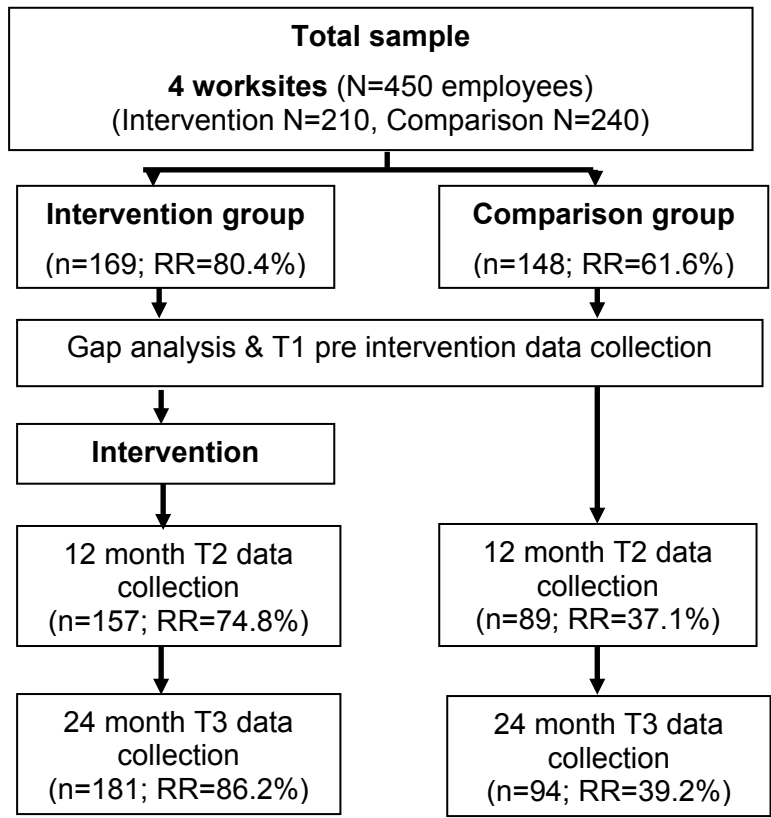 Total sample
4 worksites (N=450 employees)
(Intervention N=210, Comparison N=240)
Intervention group
(n=169; RR=80.4%)
Comparison group
(n=148; RR=61.6%)
Gap analysis & T1 pre intervention data collection
Intervention
12 month T2 data
collection
(n=157; RR=74.8%)
12 month T2 data
collection
(n=89; RR=37.1%)
24 month T3 data
collection
(n=181; RR=86.2%)
24 month T3 data
collection
(n=94; RR=39.2%)